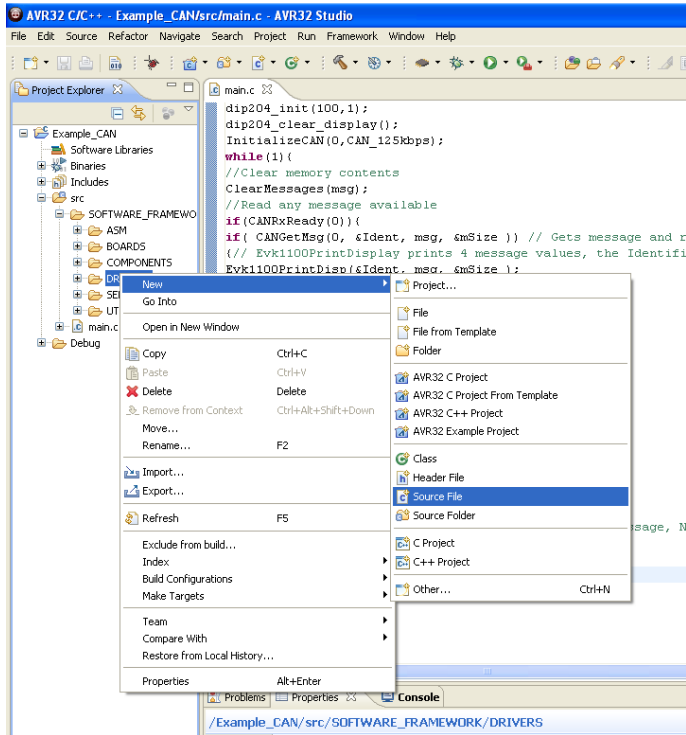 AVR32 C/C++ - Example_CAN/src/main.c - AVR32 Studio
File Edit Source Refactor Navigate Search Project Run Framework Window Help
Project Explorer
main.c
dip204_init(100,1);
dip204_clear_display();
InitializeCAN(0,CAN_125kbps);
while(1){
//Clear memory contents
ClearMessages(msg);
//Read any message available
if(CANRxReady(0)){
if( CANGetMsg(0, &Ident, msg, &mSize )) // Gets message and r
{// Evk1100PrintDisplay prints 4 message values, the Identifi
Evk1100PrintDisp(&Ident, msg, &mSize );
ssage, N
Example_CAN
Software Libraries
Binaries
Includes
src
SOFTWARE_FRAMEWO
ASM
BOARDS
COMPONENTS
DR
SE
UT
main.c
Debug
New
Go Into
Open in New Window
Copy Ctrl+C
Paste Ctrl+V
Delete Delete
Remove from Context Ctrl+Alt+Shift+Down
Move...
Rename... F2
Import...
Export...
Refresh F5
Exclude from build...
Index
Build Configurations
Make Targets
Team
Compare With
Restore from Local History...
Properties Alt+Enter
Project...
File
File from Template
Folder
AVR32 C Project
AVR32 C Project From Template
AVR32 C++ Project
AVR32 Example Project
Class
Header File
Source File
Source Folder
C Project
C++ Project
Other... Ctrl+N
Problems Properties Console
/Example_CAN/src/SOFTWARE_FRAMEWORK/DRIVERS